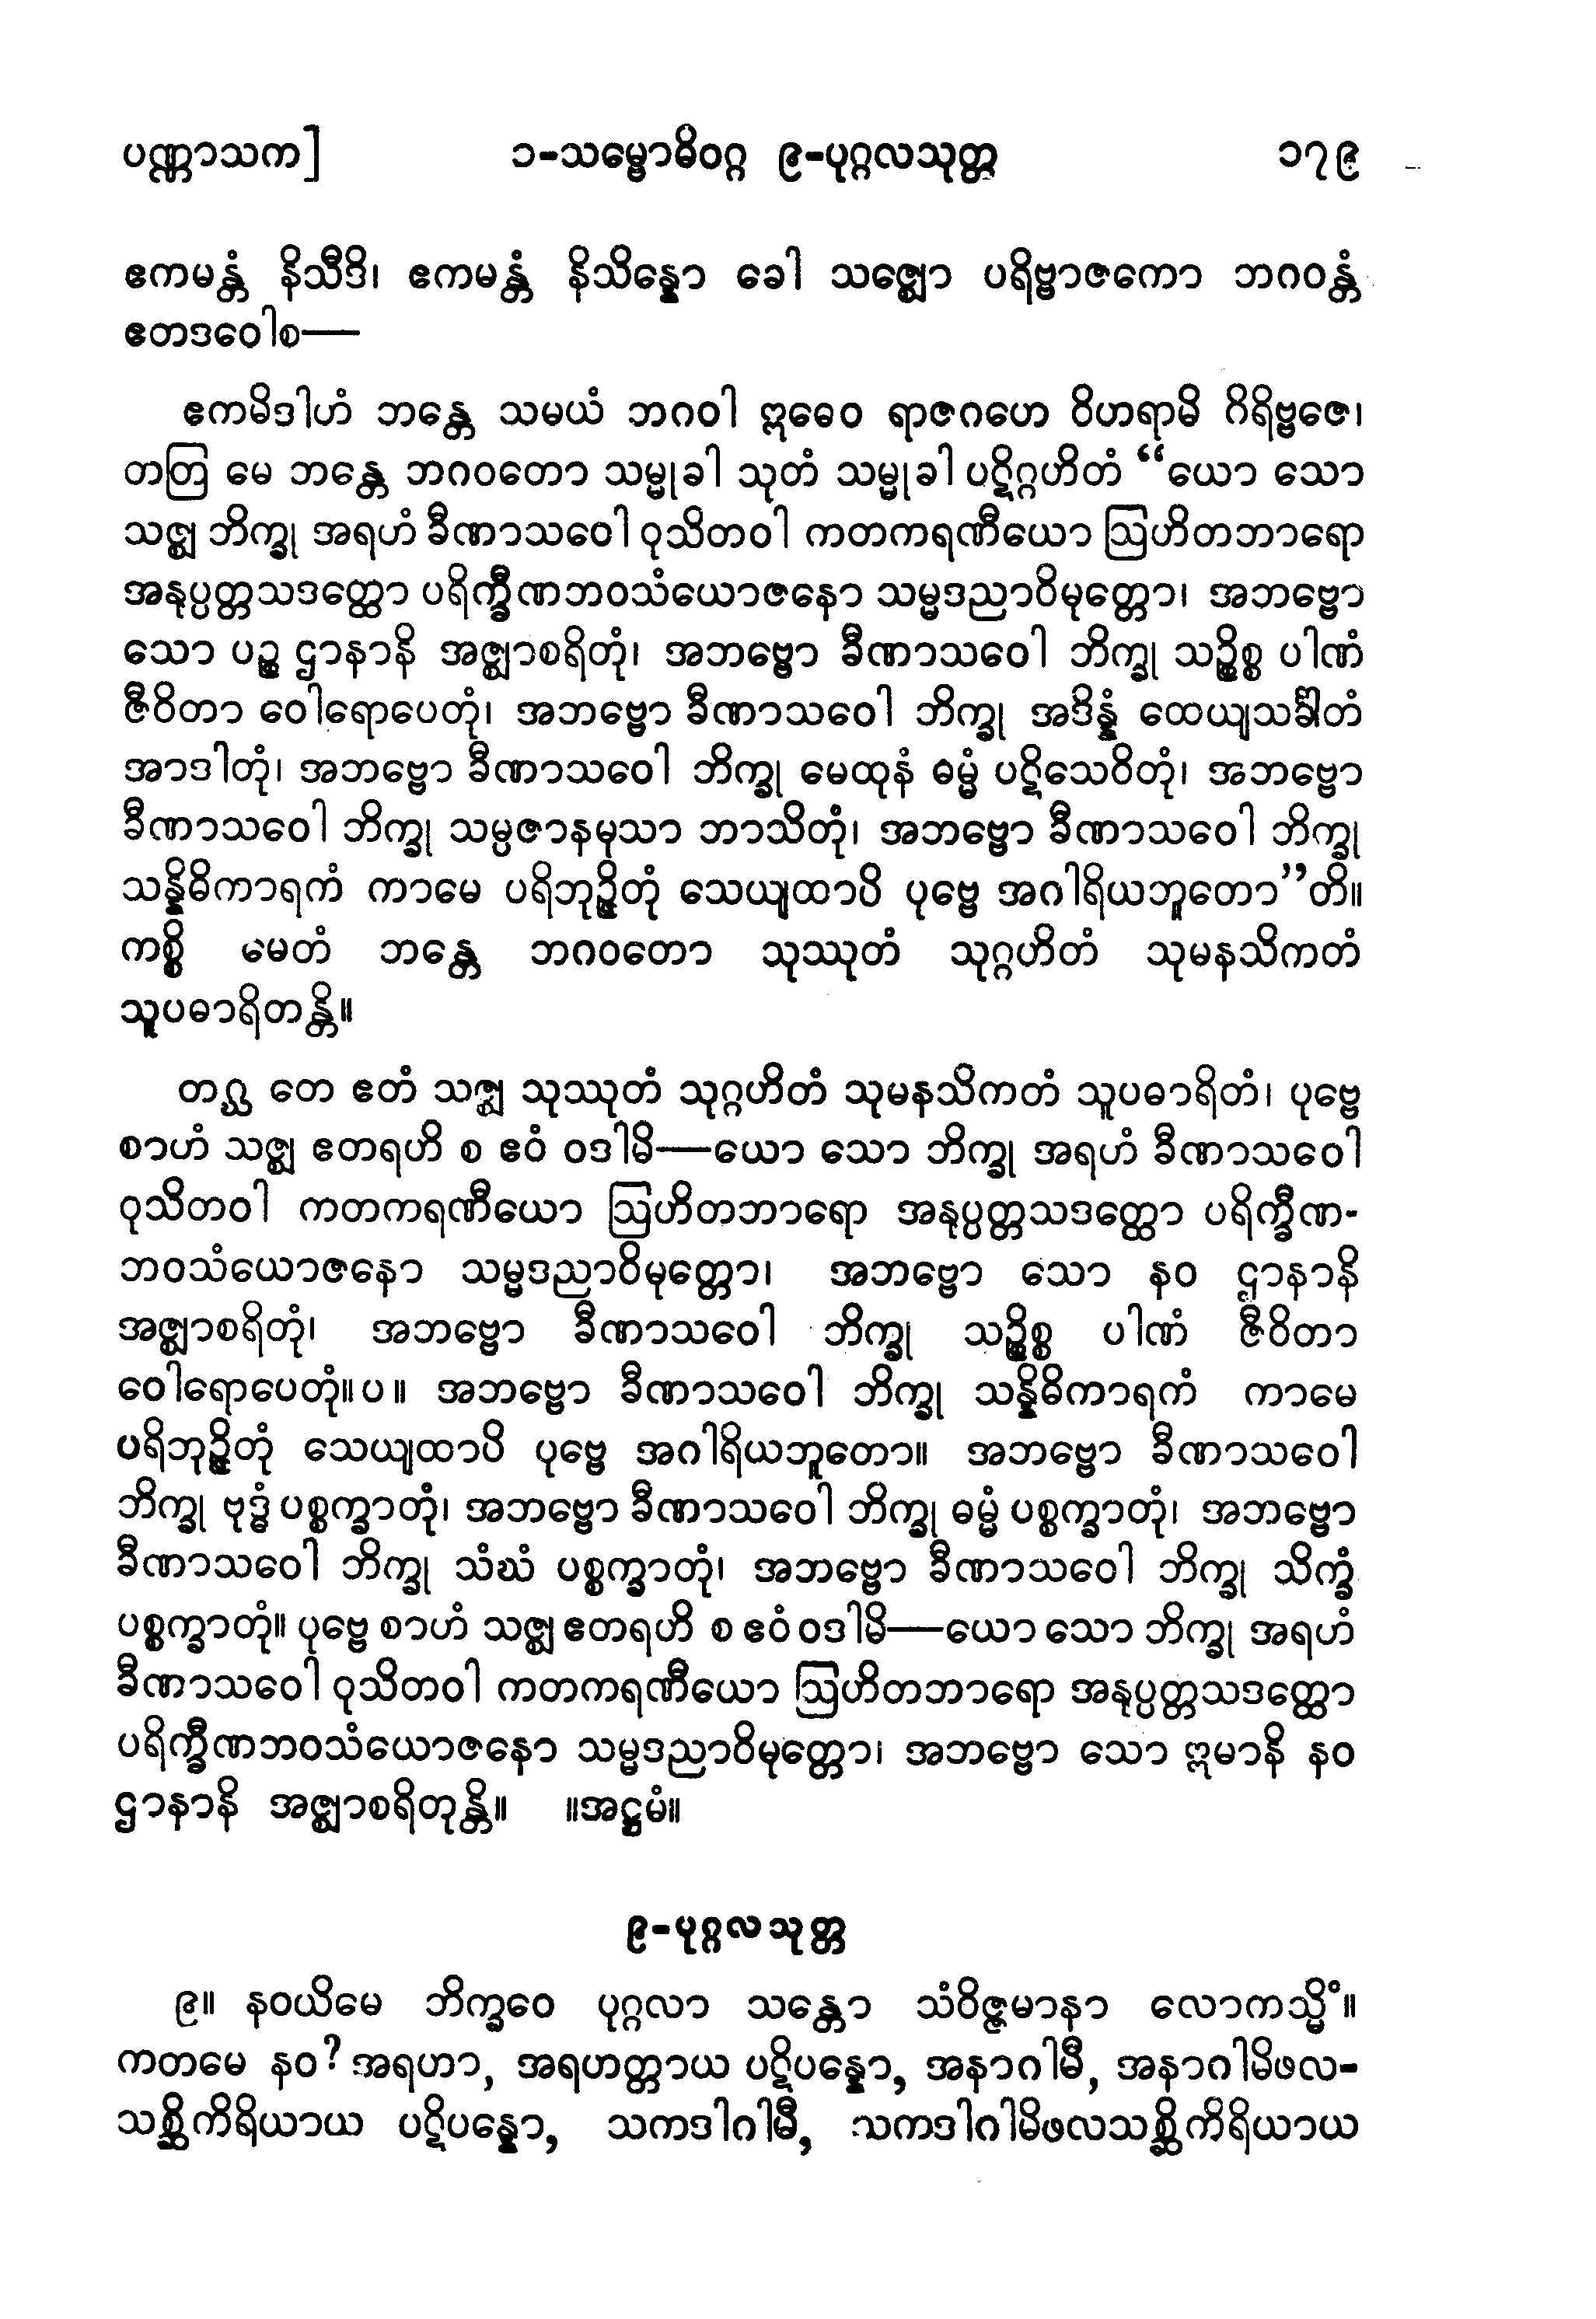 ပဏ္ဏာသက] ၁-သမ္ဗောဓိဝဂ္ဂ ၉-ပုဂ္ဂလသုတ္တ ၁၇၉
ဧကမန္တံ နိသီဒိ၊ ဧကမန္တံ နိသိန္နော ခေါ သဇ္ဈော ပရိဗ္ဗာဇကော ဘဂဝန္တံ
ဧတဒဝေါစ—
ဧကမိဒါဟံ ဘန္တေ သမယံ ဘဂဝါ ဣဓေဝ ရာဇဂဟေ ဝိဟရာမိ ဂိရိဗ္ဗဇေ၊
တတြ မေ ဘန္တေ ဘဂဝတော သမ္မုခါ သုတံ သမ္မုခါ ပဋိဂ္ဂဟိတံ “ယော သော
သဇ္ဈ ဘိက္ခု အရဟံ ခီဏာသဝေါ ဝုသိတဝါ ကတကရဏီယော ဩဟိတဘာရော
အနုပ္ပတ္တသဒတ္ထော ပရိက္ခီဏဘဝသံယောဇနော သမ္မဒညာဝိမုတ္တော၊ အဘဗ္ဗော
သော ပဉ္စ ဌာနာနိ အဇ္ဈာစရိတုံ၊ အဘဗ္ဗော ခီဏာသဝေါ ဘိက္ခု သဉ္စိစ္စ ပါဏံ
ဇီဝိတာ ဝေါရောပေတုံ၊ အဘဗ္ဗော ခီဏာသဝေါ ဘိက္ခု အဒိန္နံ ထေယျသင်္ခါတံ
အာဒါတုံ၊ အဘဗ္ဗော ခီဏာသဝေါ ဘိက္ခု မေထုနံ ဓမ္မံ ပဋိသေဝိတုံ၊ အဘဗ္ဗော
ခီဏာသဝေါ ဘိက္ခု သမ္ပဇာနမုသာ ဘာသိတုံ၊ အဘဗ္ဗော ခီဏာသဝေါ ဘိက္ခု
သန္နိဓိကာရကံ ကာမေ ပရိဘုဉ္ဇိတုံ သေယျထာပိ ပုဗ္ဗေ အဂါရိယဘူတော”တိ။
ကစ္စိ မေတံ ဘန္တေ ဘဂဝတော သုဿုတံ သုဂ္ဂဟိတံ သုမနသိကတံ
သူပဓာရိတန္တိ။
တဂ္ဃ တေ ဧတံ သဇ္ဈ သုဿုတံ သုဂ္ဂဟိတံ သုမနသိကတံ သူပဓာရိတံ၊ ပုဗ္ဗေ
စာဟံ သဇ္ဈ ဧတရဟိ စ ဧဝံ ဝဒါမိ—ယော သော ဘိက္ခု အရဟံ ခီဏာသဝေါ
ဝုသိတဝါ ကတကရဏီယော ဩဟိတဘာရော အနုပ္ပတ္တသဒတ္ထော ပရိက္ခီဏ-
ဘဝသံယောဇနော သမ္မဒညာဝိမုတ္တော၊ အဘဗ္ဗော သော နဝ ဌာနာနိ
အဇ္ဈာစရိတုံ၊ အဘဗ္ဗော ခီဏာသဝေါ ဘိက္ခု သဉ္စိစ္စ ပါဏံ ဇီဝိတာ
ဝေါရောပေတုံ။ပ။ အဘဗ္ဗော ခီဏာသဝေါ ဘိက္ခု သန္နိဓိကာရကံ ကာမေ
ပရိဘုဉ္ဇိတုံ သေယျထာပိ ပုဗ္ဗေ အဂါရိယဘူတော။ အဘဗ္ဗော ခီဏာသဝေါ
ဘိက္ခု ဗုဒ္ဓံ ပစ္စက္ခာတုံ၊ အဘဗ္ဗော ခီဏာသဝေါ ဘိက္ခု ဓမ္မံ ပစ္စက္ခာတုံ၊ အဘဗ္ဗော
ခီဏာသဝေါ ဘိက္ခု သံဃံ ပစ္စက္ခာတုံ၊ အဘဗ္ဗော ခီဏာသဝေါ ဘိက္ခု သိက္ခံ
ပစ္စက္ခာတုံ။ ပုဗ္ဗေ စာဟံ သဇ္ဈ ဧတရဟိ စ ဧဝံ ဝဒါမိ—ယော သော ဘိက္ခု အရဟံ
ခီဏာသဝေါ ဝုသိတဝါ ကတကရဏီယော ဩဟိတဘာရော အနုပ္ပတ္တသဒတ္ထော
ပရိက္ခီဏဘဝသံယောဇနော သမ္မဒညာဝိမုတ္တော၊ အဘဗ္ဗော သော ဣမာနိ နဝ
ဌာနာနိ အဇ္ဈာစရိတုန္တိ။ ။အဋ္ဌမံ။
၉-ပုဂ္ဂလသုတ္တ
၉။ နဝယိမေ ဘိက္ခဝေ ပုဂ္ဂလာ သန္တော သံဝိဇ္ဇမာနာ လောကသ္မိံ။
ကတမေ နဝ? အရဟာ, အရဟတ္တာယ ပဋိပန္နော, အနာဂါမီ, အနာဂါမိဖလ-
သစ္ဆိကိရိယာယ ပဋိပန္နော, သကဒါဂါမီ, သကဒါဂါမိဖလသစ္ဆိကိရိယာယ